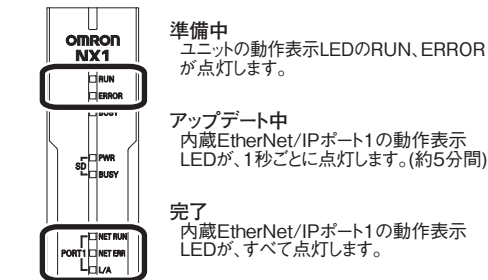 OMRON
NX1
RUN
ERROR
BUSY
SD
PWR
BUSY
PORT1
NET RUN
NET ERR
L/A
準備中
ユニットの動作表示LEDのRUN、ERROR
が点灯します。
アップデート中
内蔵EtherNet/IPポート1の動作表示
LEDが、1秒ごとに点灯します。(約5分間)
完了
内蔵EtherNet/IPポート1の動作表示
LEDが、すべて点灯します。